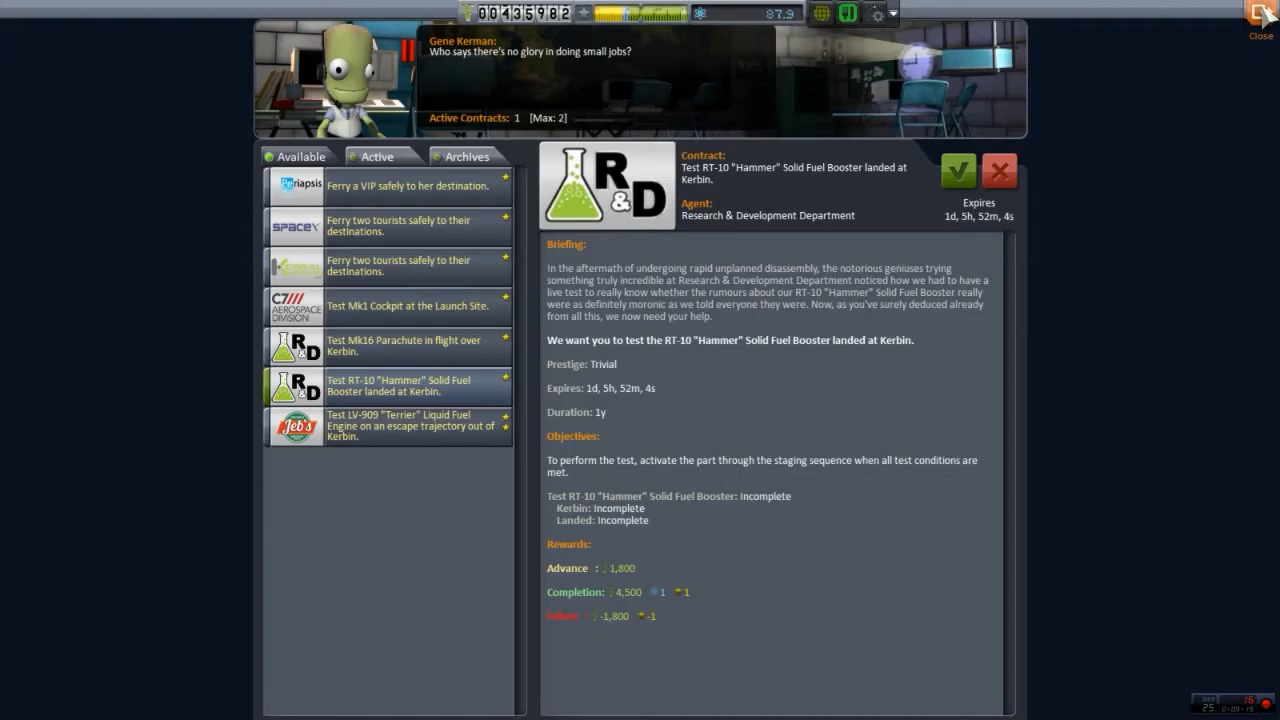 00435982
87.9
Close
Gene Kerman:
Who says there's no glory in doing small jobs?
Active Contracts: 1 [Max: 2]
Available
Active
Archives
Periapsis
Ferry a VIP safely to her destination.
SPACEX
Ferry two tourists safely to their
destinations.
Ferry two tourists safely to their
destinations.
C7///
AEROSPACE
DIVISION
Test Mk1 Cockpit at the Launch Site.
R&D
Test Mk16 Parachute in flight over
Kerbin.
R&D
Test RT-10 "Hammer" Solid Fuel
Booster landed at Kerbin.
Jeb's
Test LV-909 "Terrier" Liquid Fuel
Engine on an escape trajectory out of
Kerbin.
R&D
Contract:
Test RT-10 "Hammer" Solid Fuel Booster landed at
Kerbin.
Agent:
Research & Development Department
Expires
1d, 5h, 52m, 4s
Briefing:
In the aftermath of undergoing rapid unplanned disassembly, the notorious geniuses trying
something truly incredible at Research & Development Department noticed how we had to have a
live test to really know whether the rumours about our RT-10 "Hammer" Solid Fuel Booster really
were as definitely moronic as we told everyone they were. Now, as you've surely deduced already
from all this, we now need your help.
We want you to test the RT-10 "Hammer" Solid Fuel Booster landed at Kerbin.
Prestige: Trivial
Expires: 1d, 5h, 52m, 4s
Duration: 1y
Objectives:
To perform the test, activate the part through the staging sequence when all test conditions are
met.
Test RT-10 "Hammer" Solid Fuel Booster: Incomplete
Kerbin: Incomplete
Landed: Incomplete
Rewards:
Advance : 1,800
Completion: 4,500 1 1
-1,800 -1
25